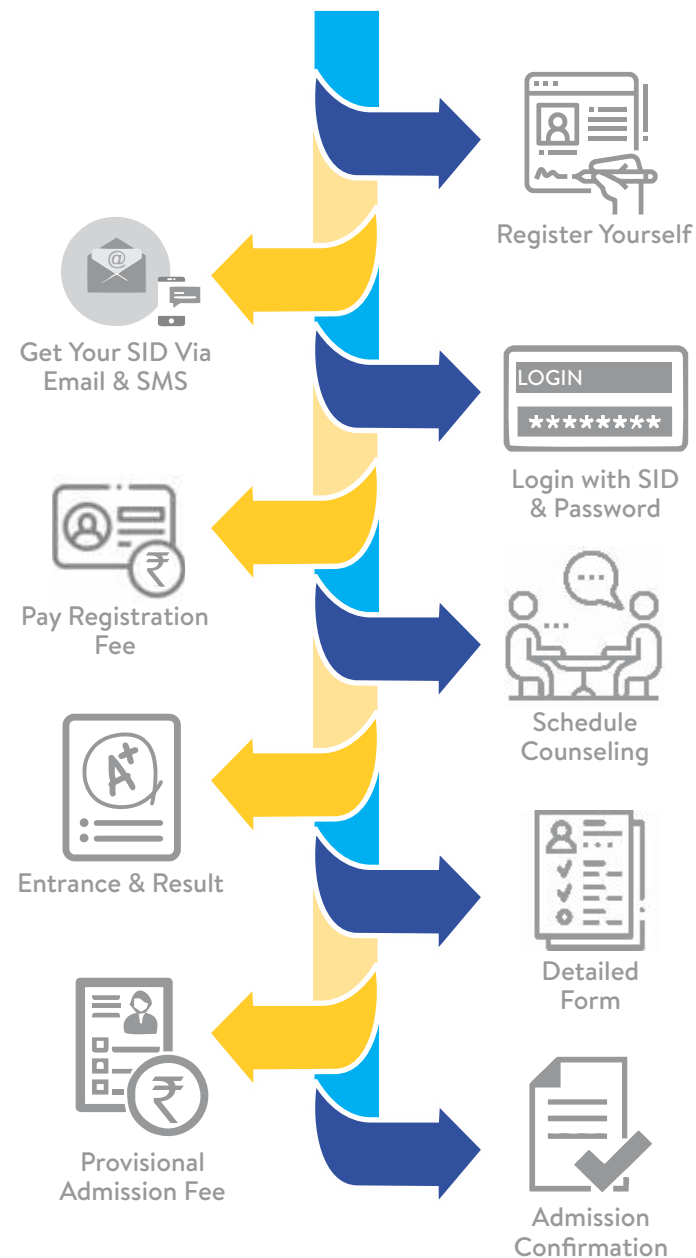 Register Yourself
@
Get Your SID Via
Email & SMS
LOGIN
********
Login with SID
& Password
₹
Pay Registration
Fee
Schedule
Counseling
A+
Entrance & Result
Detailed
Form
₹
Provisional
Admission Fee
Admission
Confirmation